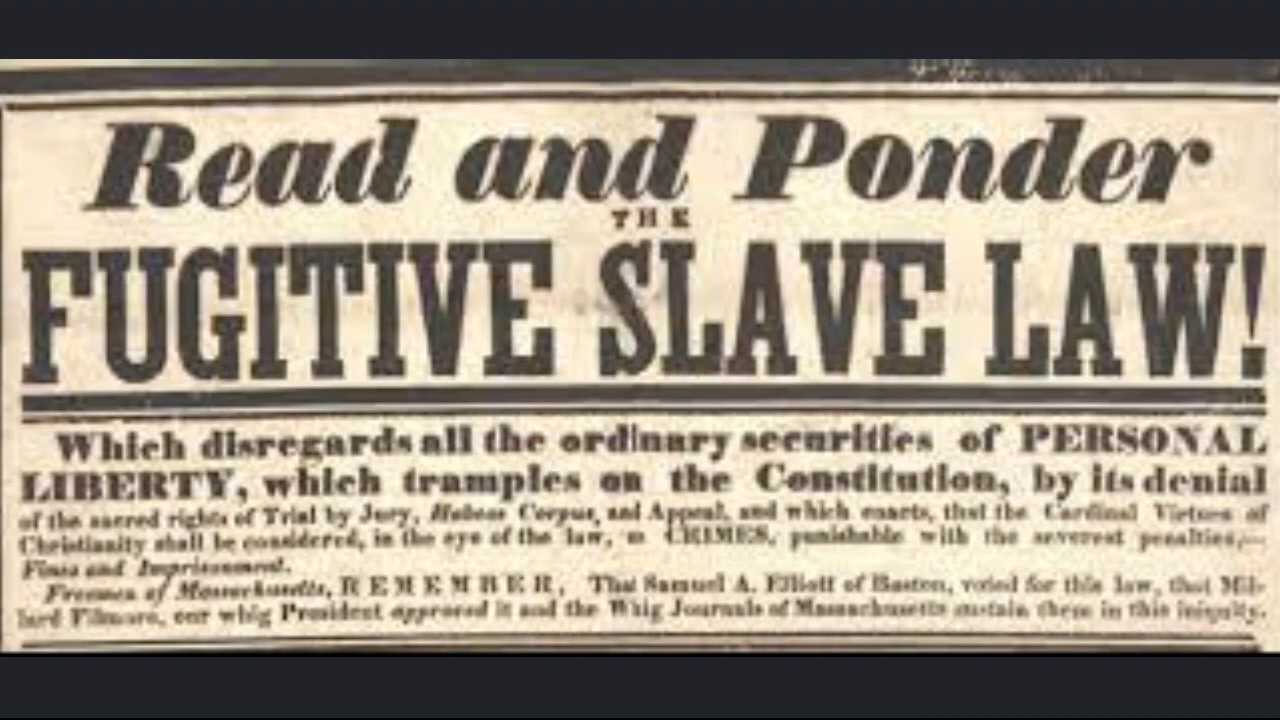 Read and Ponder
THE
FUGITIVE SLAVE LAW!
Which disregards all the ordinary securities of PERSONAL
LIBERTY, which tramples on the Constitution, by its denial
of the sacred rights of Trial by Jury, Habeas Corpus, and Appeal, and which enacts, that the Cardinal Virtues of
Christianity shall be considered, in the eye of the law, as CRIMES, punishable with the severest penalties,—
Fines and Imprisonment.
Freemen of Massachusetts, REMEMBER, That Samuel A. Elliott of Boston, voted for this law, that Mil-
lard Filmore, our whig President approved it and the Whig Journals of Massachusetts sustain them in this iniquity.